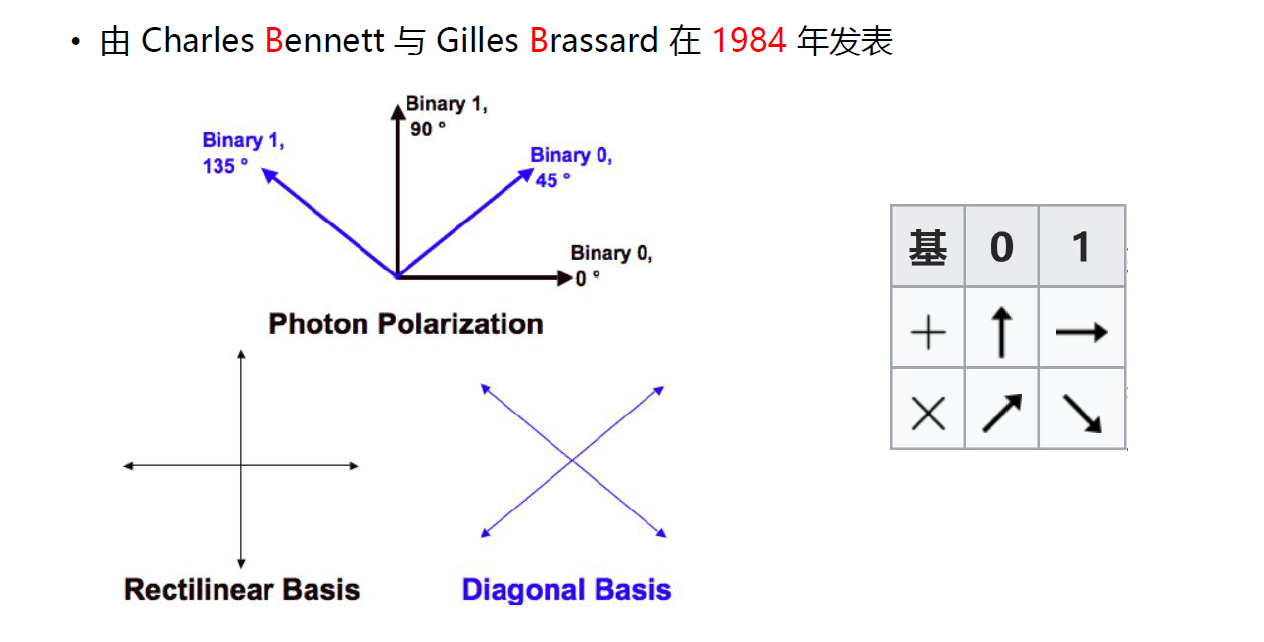 • 由 Charles Bennett 与 Gilles Brassard 在 1984 年发表
Binary 1,
90 °
Binary 1,
135 °
Binary 0,
45 °
Binary 0,
0 °
Photon Polarization
Rectilinear Basis
Diagonal Basis
基 0 1
+ ↑ →
× ↗ ↘